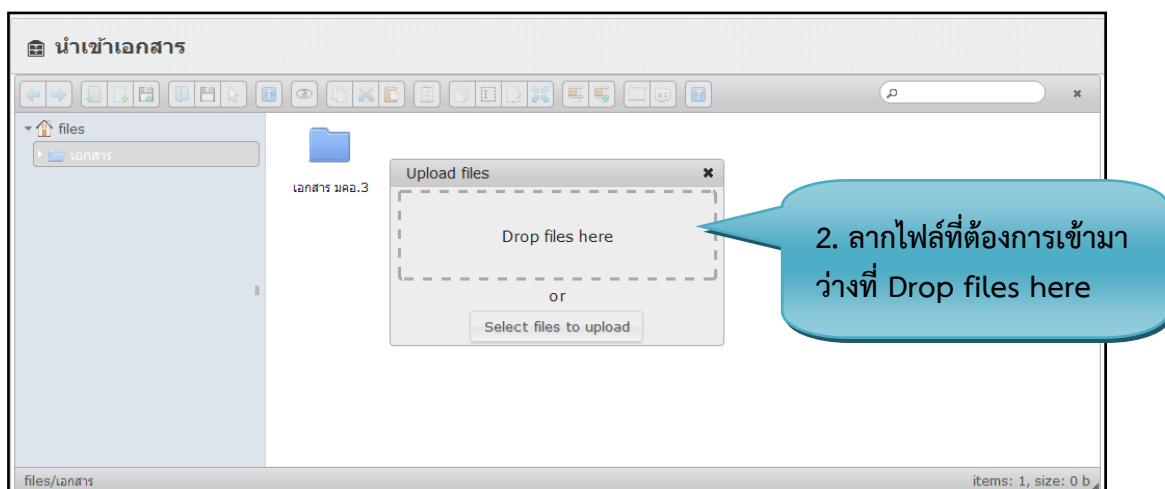 นำเข้าเอกสาร
files
เอกสาร
เอกสาร มคอ.3
Upload files
Drop files here
or
Select files to upload
2. ลากไฟล์ที่ต้องการเข้ามา
ว่างที่ Drop files here
files/เอกสาร
items: 1, size: 0 b